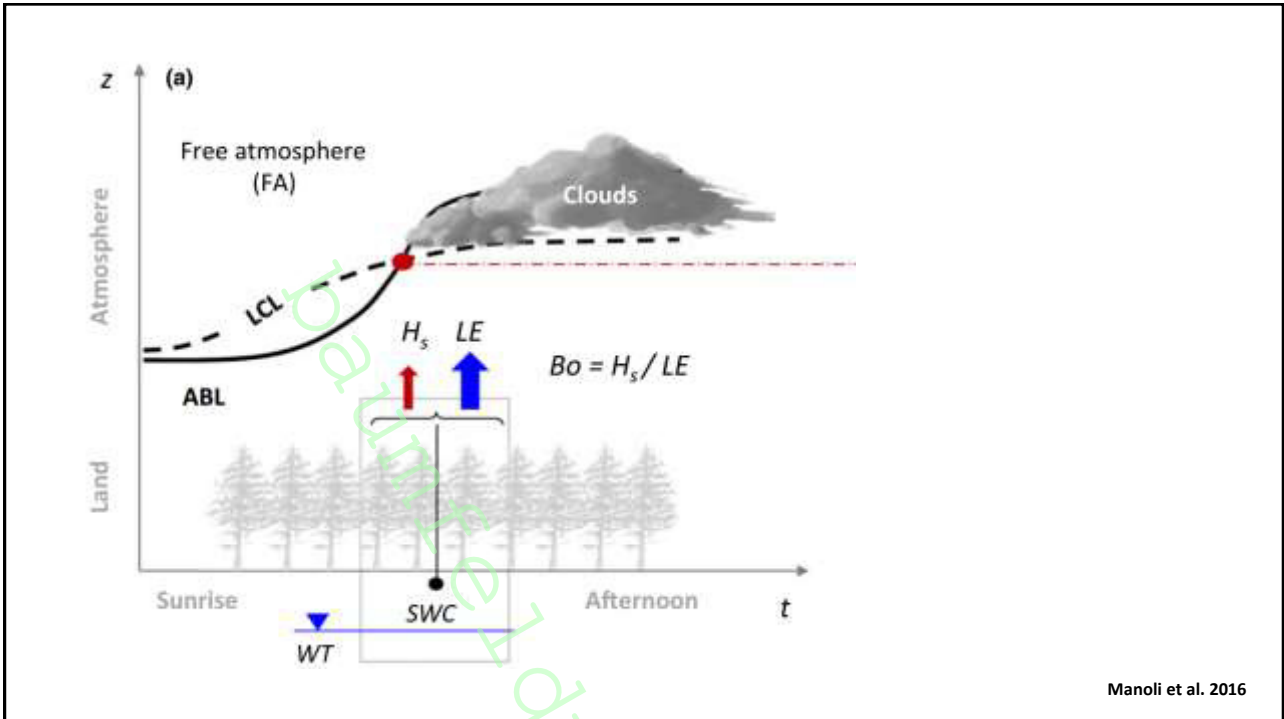 z
(a)
Free atmosphere
(FA)
Clouds
Atmosphere
LCL
Hs LE
Bo = Hs / LE
ABL
Land
Sunrise
Afternoon
t
SWC
WT
Manoli et al. 2016
baumfeld